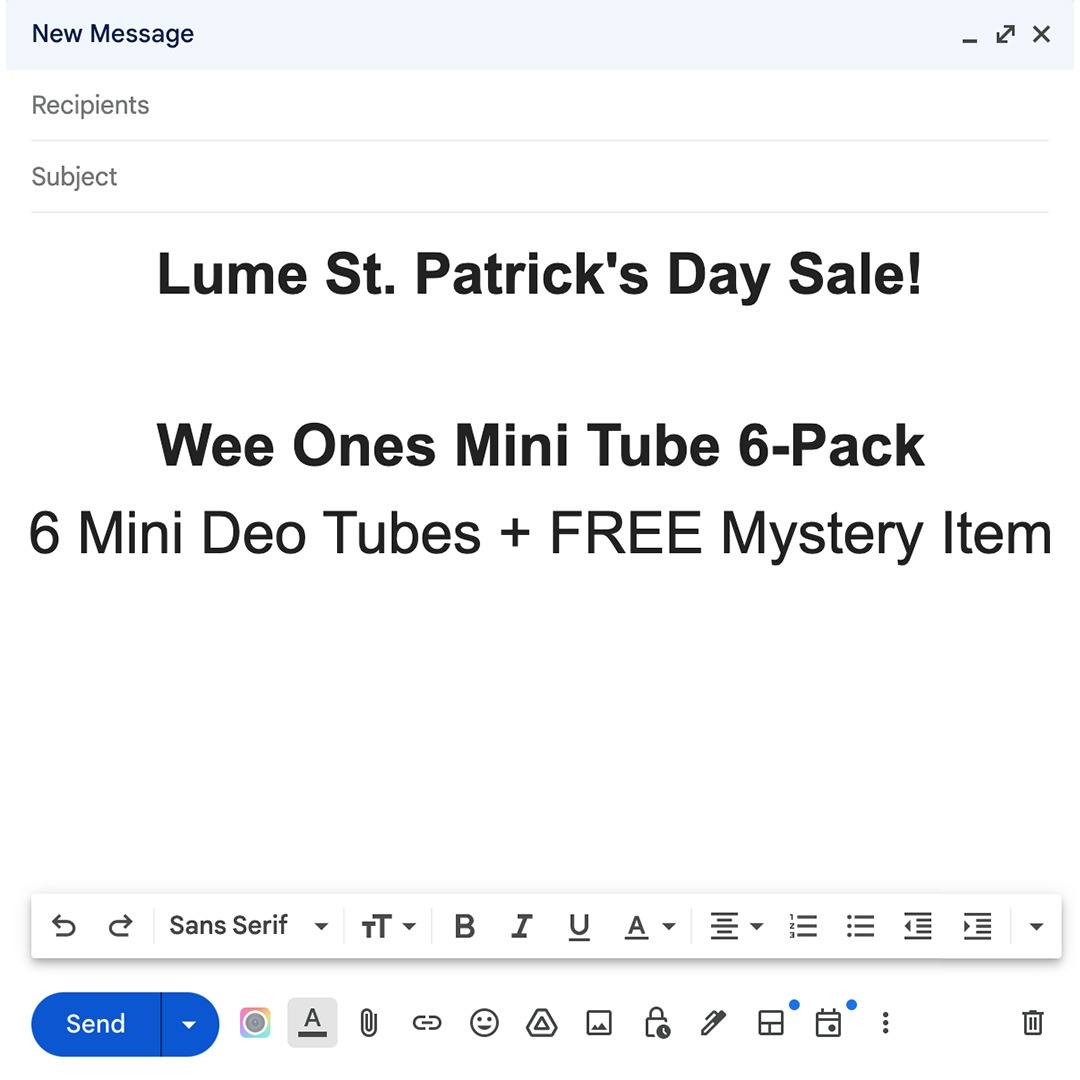 New Message
Recipients
Subject
Lume St. Patrick's Day Sale!
Wee Ones Mini Tube 6-Pack
6 Mini Deo Tubes + FREE Mystery Item
Sans Serif
Send